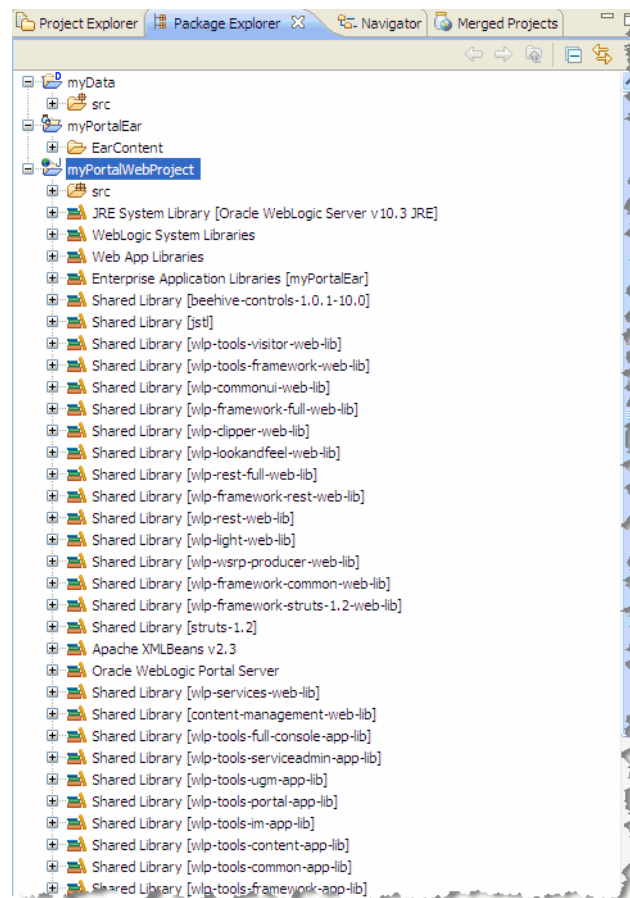 Project Explorer Package Explorer Navigator Merged Projects
myData
src
myPortalEar
EarContent
myPortalWebProject
src
JRE System Library [Oracle WebLogic Server v10.3 JRE]
WebLogic System Libraries
Web App Libraries
Enterprise Application Libraries [myPortalEar]
Shared Library [beehive-controls-1.0.1-10.0]
Shared Library [jstl]
Shared Library [wlp-tools-visitor-web-lib]
Shared Library [wlp-tools-framework-web-lib]
Shared Library [wlp-commonui-web-lib]
Shared Library [wlp-framework-full-web-lib]
Shared Library [wlp-clipper-web-lib]
Shared Library [wlp-lookandfeel-web-lib]
Shared Library [wlp-rest-full-web-lib]
Shared Library [wlp-framework-rest-web-lib]
Shared Library [wlp-rest-web-lib]
Shared Library [wlp-light-web-lib]
Shared Library [wlp-wsrp-producer-web-lib]
Shared Library [wlp-framework-common-web-lib]
Shared Library [wlp-framework-struts-1.2-web-lib]
Shared Library [struts-1.2]
Apache XMLBeans v2.3
Oracle WebLogic Portal Server
Shared Library [wlp-services-web-lib]
Shared Library [content-management-web-lib]
Shared Library [wlp-tools-full-console-app-lib]
Shared Library [wlp-tools-serviceadmin-app-lib]
Shared Library [wlp-tools-ugm-app-lib]
Shared Library [wlp-tools-portal-app-lib]
Shared Library [wlp-tools-im-app-lib]
Shared Library [wlp-tools-content-app-lib]
Shared Library [wlp-tools-common-app-lib]
Shared Library [wlp-tools-framework-app-lib]